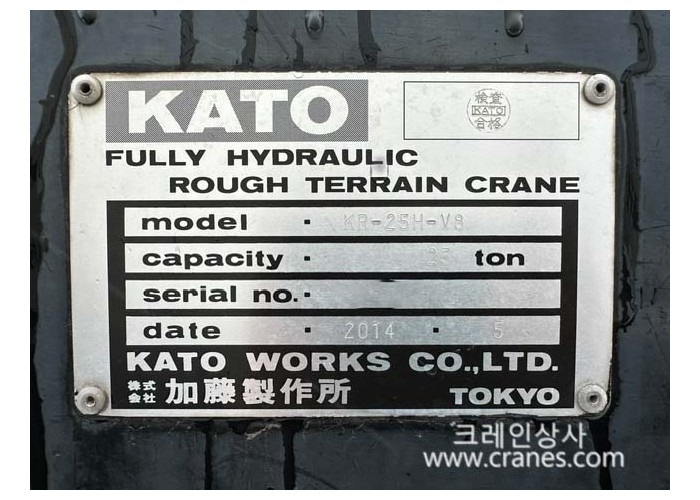 KATO
検査
KATO
合格
FULLY HYDRAULIC
ROUGH TERRAIN CRANE
model · KR-25H-V8
capacity · 25 ton
serial no. ·
date · 2014 · 5
KATO WORKS CO.,LTD.
株式会社 加藤製作所 TOKYO
크레인상사
www.cranes.com